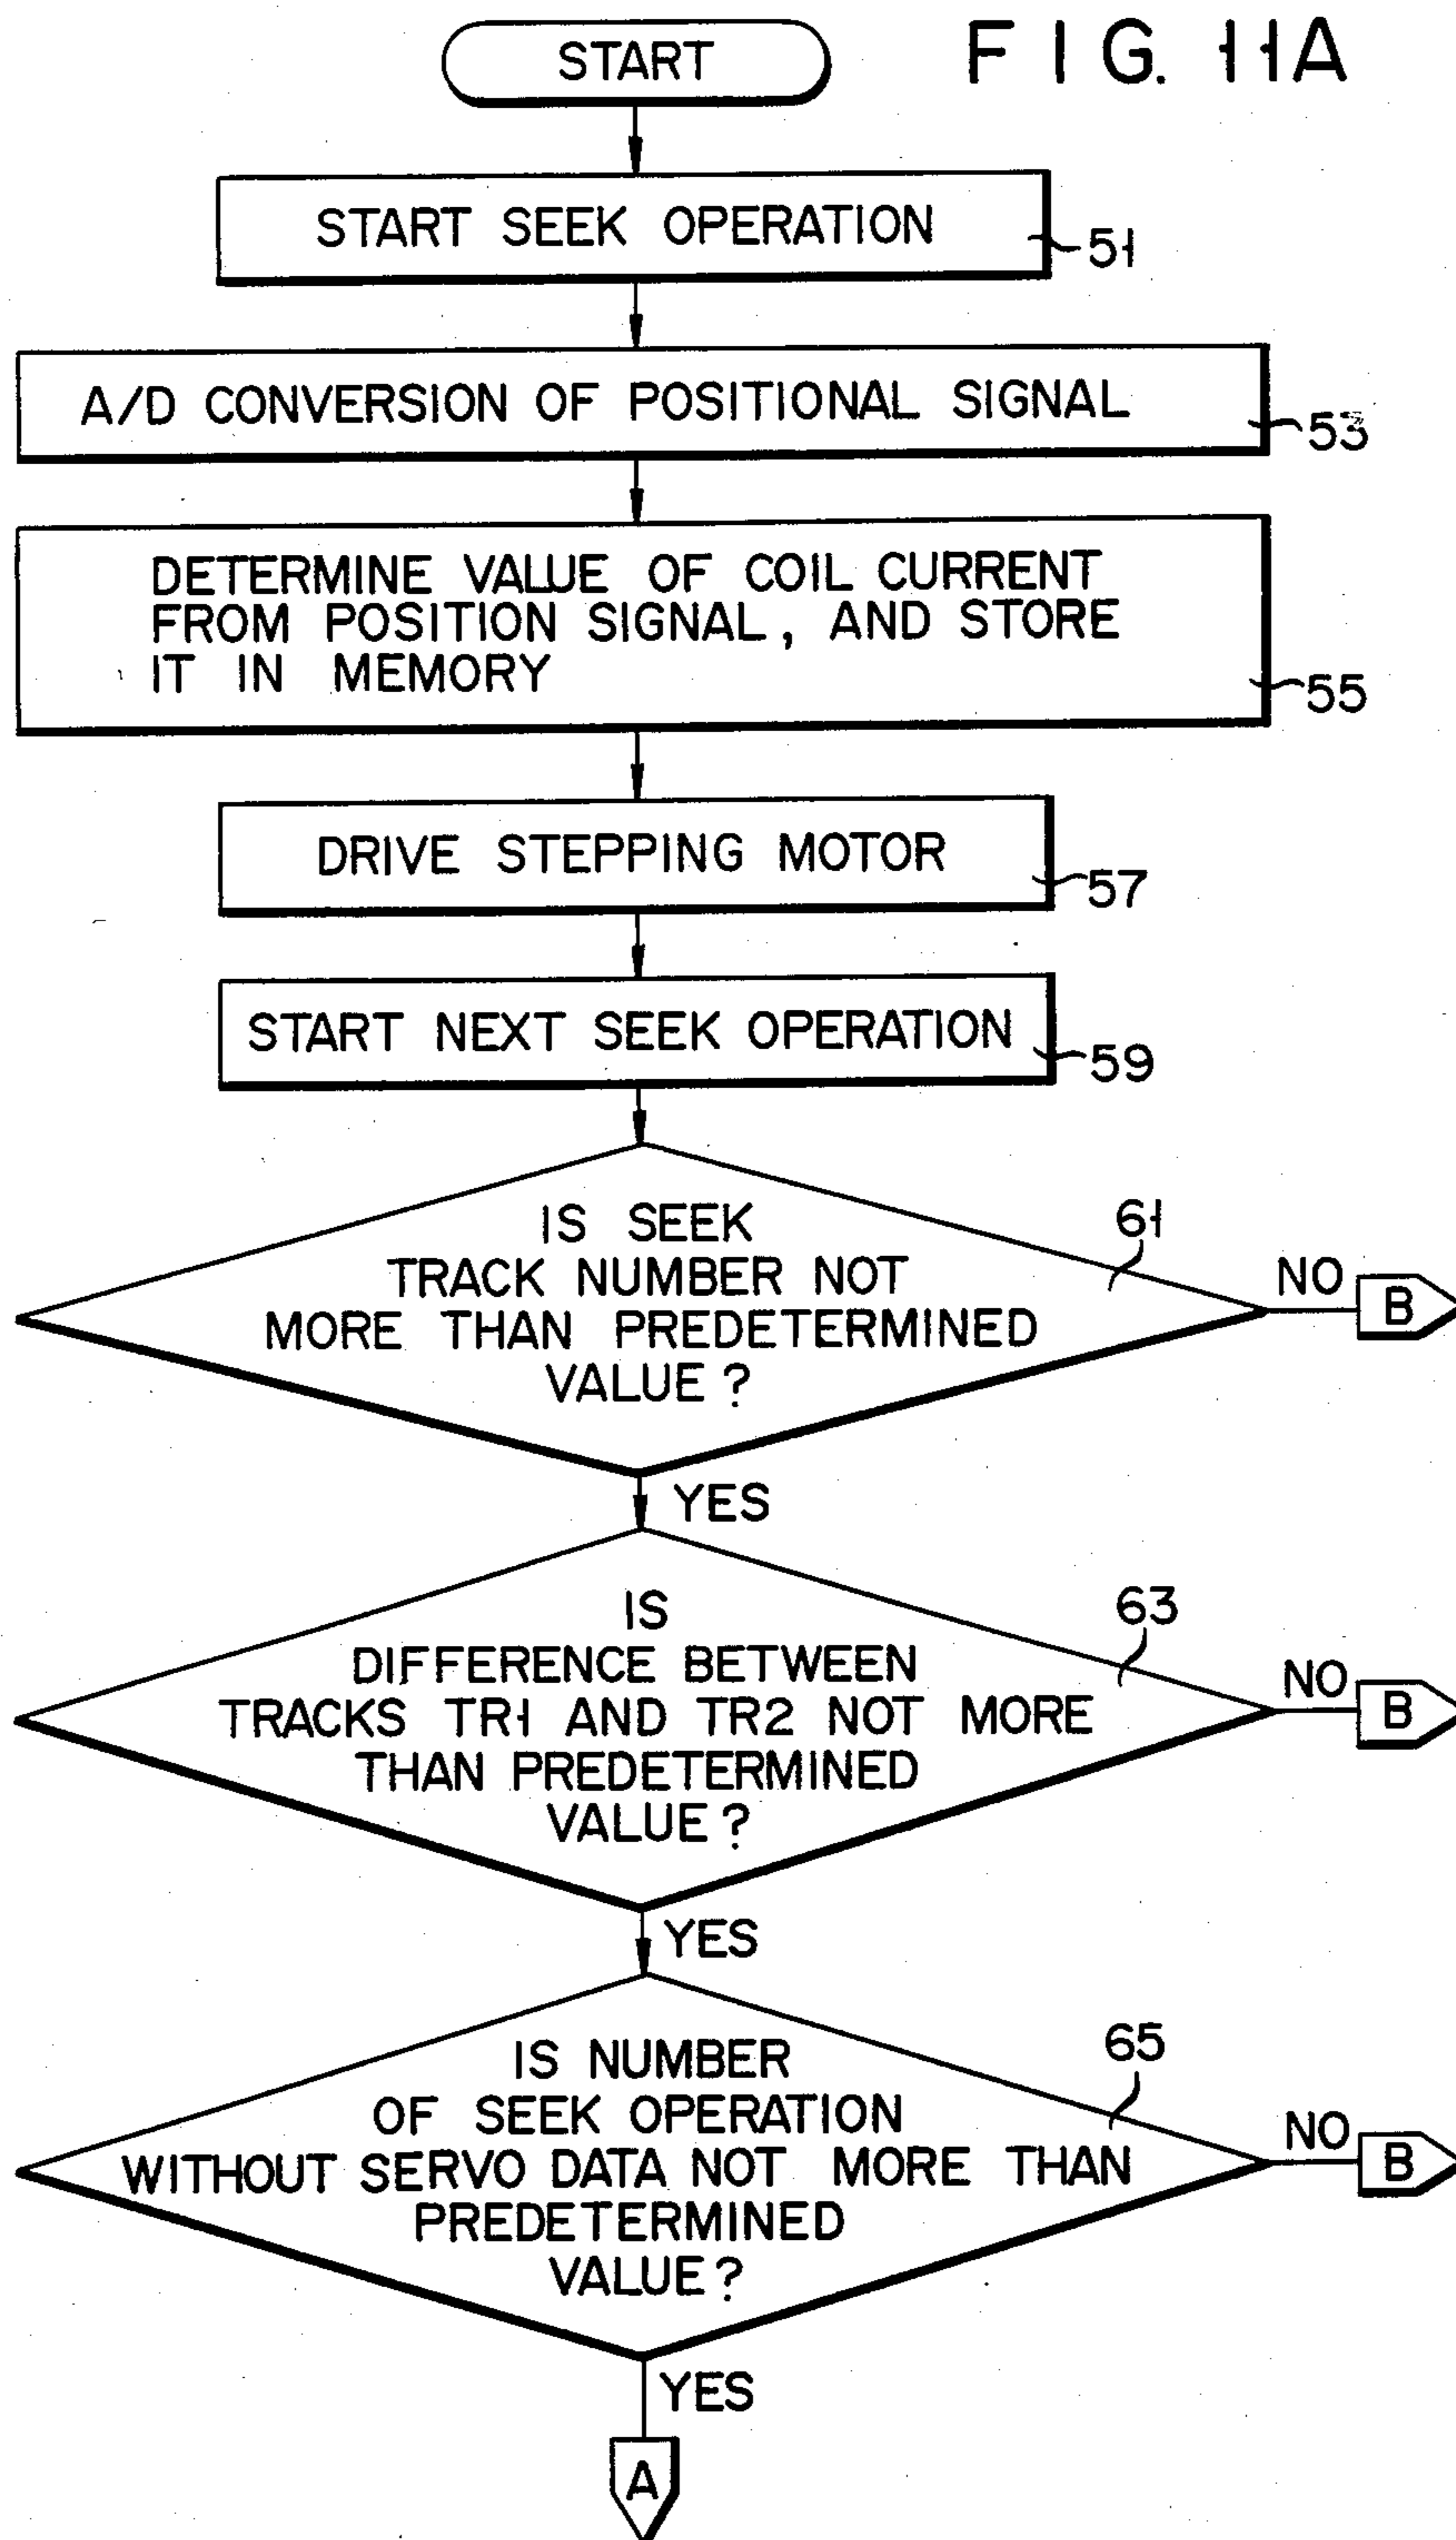 FIG. 11A
START
START SEEK OPERATION
51
A/D CONVERSION OF POSITIONAL SIGNAL
53
DETERMINE VALUE OF COIL CURRENT
FROM POSITION SIGNAL, AND STORE
IT IN MEMORY
55
DRIVE STEPPING MOTOR
57
START NEXT SEEK OPERATION
59
IS SEEK
TRACK NUMBER NOT
MORE THAN PREDETERMINED
VALUE?
61
NO
B
YES
IS
DIFFERENCE BETWEEN
TRACKS TR1 AND TR2 NOT MORE
THAN PREDETERMINED
VALUE?
63
NO
B
YES
IS NUMBER
OF SEEK OPERATION
WITHOUT SERVO DATA NOT MORE THAN
PREDETERMINED
VALUE?
65
NO
B
YES
A